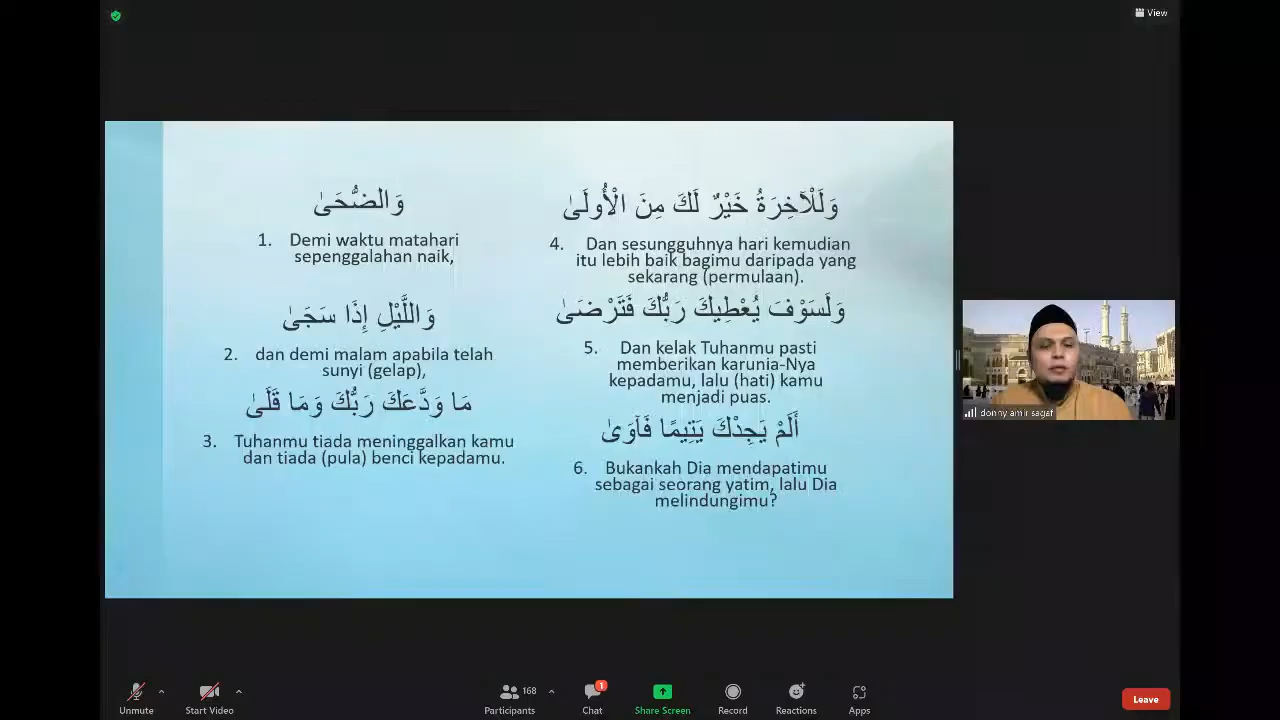 View
وَالضُّحَىٰ
1. Demi waktu matahari
sepenggalahan naik,
وَاللَّيْلِ إِذَا سَجَىٰ
2. dan demi malam apabila telah
sunyi (gelap),
مَا وَدَّعَكَ رَبُّكَ وَمَا قَلَىٰ
3. Tuhanmu tiada meninggalkan kamu
dan tiada (pula) benci kepadamu.
وَلَلْآخِرَةُ خَيْرٌ لَكَ مِنَ الْأُولَىٰ
4. Dan sesungguhnya hari kemudian
itu lebih baik bagimu daripada yang
sekarang (permulaan).
وَلَسَوْفَ يُعْطِيكَ رَبُّكَ فَتَرْضَىٰ
5. Dan kelak Tuhanmu pasti
memberikan karunia-Nya
kepadamu, lalu (hati) kamu
menjadi puas.
أَلَمْ يَجِدْكَ يَتِيمًا فَآوَىٰ
6. Bukankah Dia mendapatimu
sebagai seorang yatim, lalu Dia
melindungimu?
donny amir sagaf
Unmute
Start Video
168
Participants
1
Chat
Share Screen
Record
Reactions
Apps
Leave